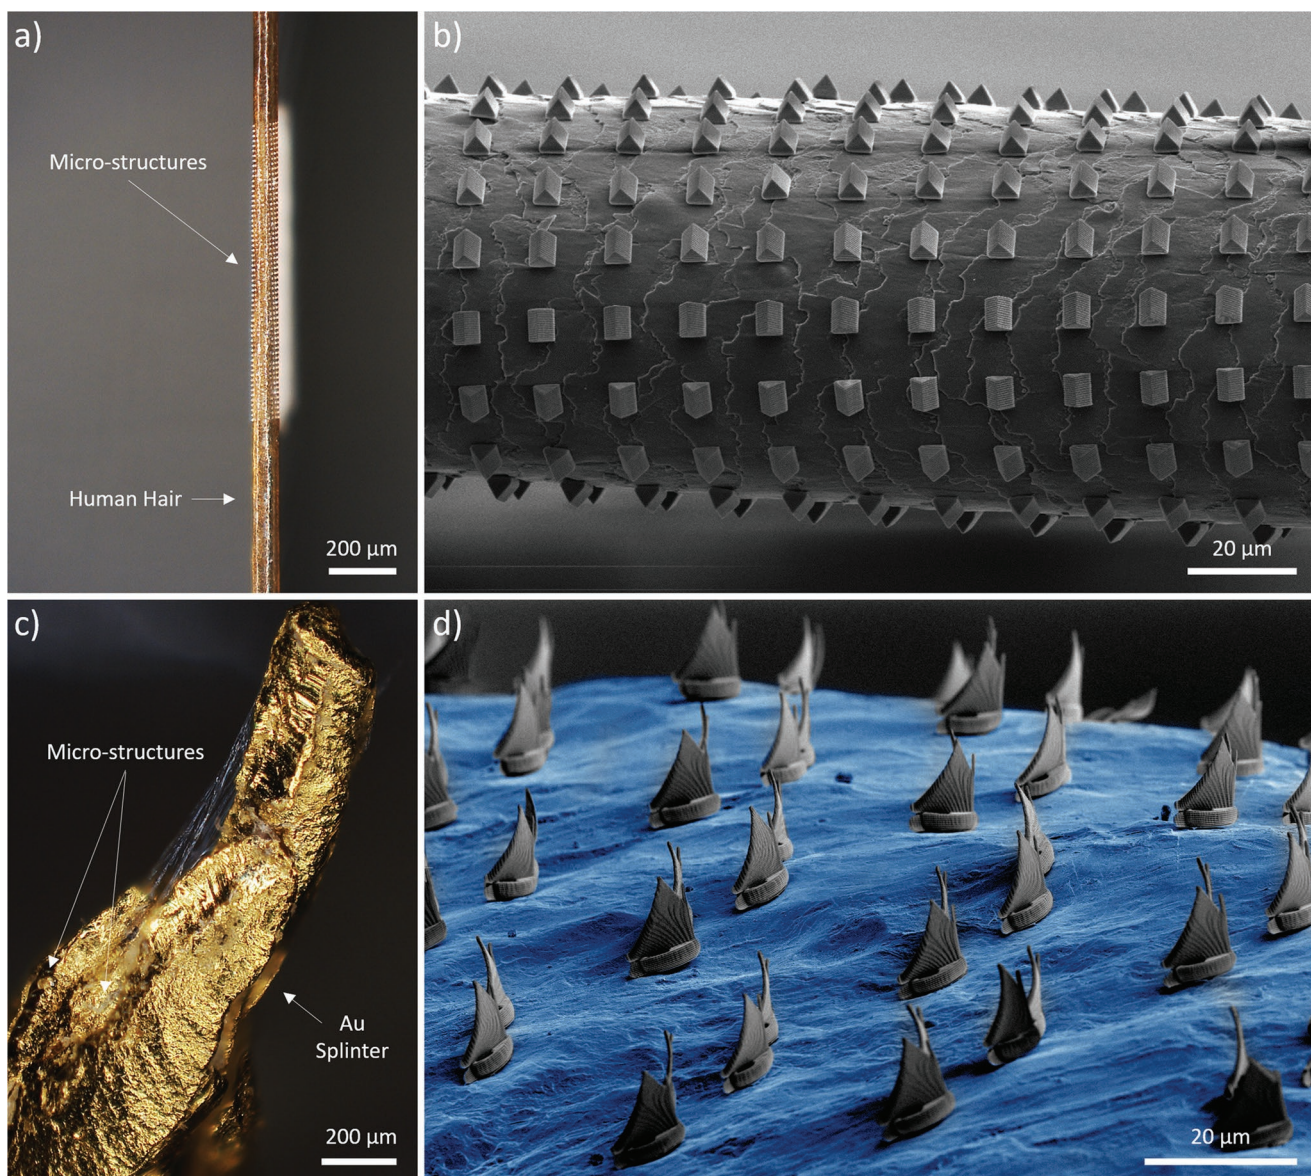 a)
Micro-structures
Human Hair
200 µm
b)
20 µm
c)
Micro-structures
Au
Splinter
200 µm
d)
20 µm